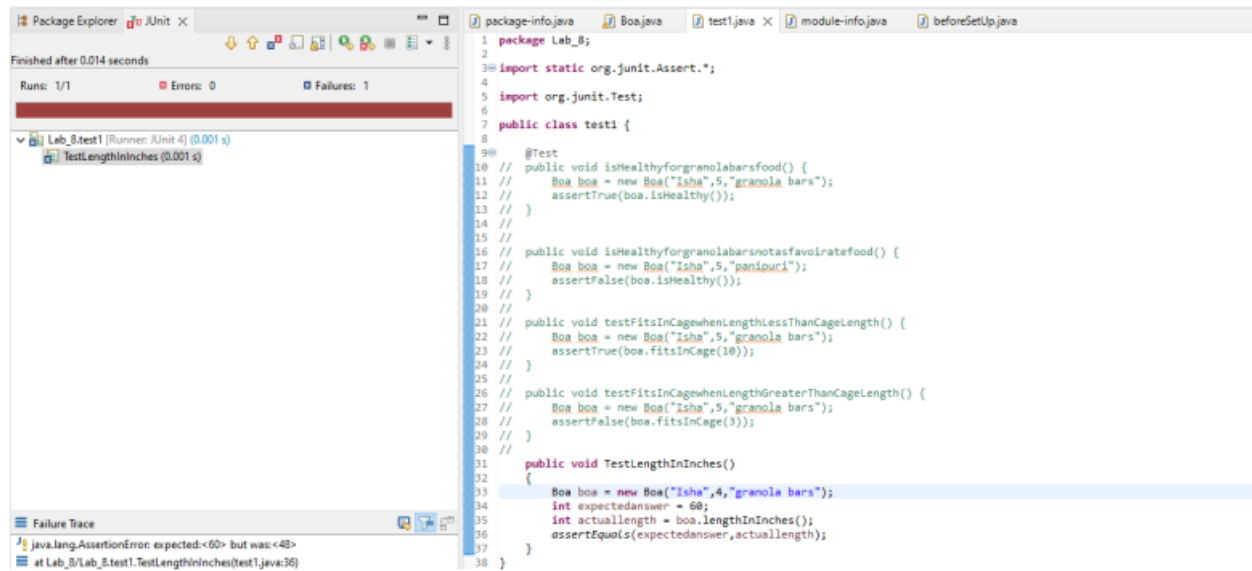 Package Explorer JUnit
Finished after 0.014 seconds
Runs: 1/1 Errors: 0 Failures: 1
Lab_8.test1 [Runner: JUnit 4] (0.001 s)
TestLengthInInches (0.001 s)
Failure Trace
java.lang.AssertionError: expected:<60> but was:<48>
at Lab_8/Lab_8.test1.TestLengthInInches(test1.java:36)
package-info.java Boa.java test1.java module-info.java beforeSetUp.java
1 package Lab_8;
2
3 import static org.junit.Assert.*;
4
5 import org.junit.Test;
6
7 public class test1 {
8
9 @Test
10 // public void isHealthyforgranolabarsfood() {
11 // Boa boa = new Boa("Isha",5,"granola bars");
12 // assertTrue(boa.isHealthy());
13 // }
14 //
15 //
16 // public void isHealthyforgranolabarsnotasfavoiratefood() {
17 // Boa boa = new Boa("Isha",5,"panipuri");
18 // assertFalse(boa.isHealthy());
19 // }
20 //
21 // public void testFitsInCagewhenLengthLessThanCageLength() {
22 // Boa boa = new Boa("Isha",5,"granola bars");
23 // assertTrue(boa.fitsInCage(10));
24 // }
25 //
26 // public void testFitsInCagewhenLengthGreaterThanCageLength() {
27 // Boa boa = new Boa("Isha",5,"granola bars");
28 // assertFalse(boa.fitsInCage(3));
29 // }
30 //
31 public void TestLengthInInches()
32 {
33 Boa boa = new Boa("Isha",4,"granola bars");
34 int expectedanswer = 60;
35 int actuallength = boa.lengthInInches();
36 assertEquals(expectedanswer,actuallength);
37 }
38 }